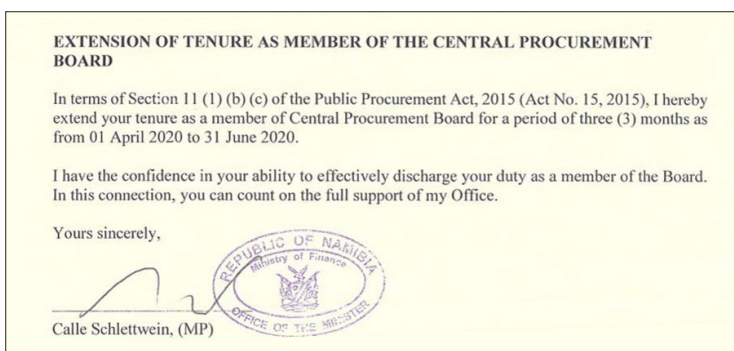 EXTENSION OF TENURE AS MEMBER OF THE CENTRAL PROCUREMENT
BOARD
In terms of Section 11 (1) (b) (c) of the Public Procurement Act, 2015 (Act No. 15, 2015), I hereby
extend your tenure as a member of Central Procurement Board for a period of three (3) months as
from 01 April 2020 to 31 June 2020.
I have the confidence in your ability to effectively discharge your duty as a member of the Board.
In this connection, you can count on the full support of my Office.
Yours sincerely,
REPUBLIC OF NAMIBIA
Ministry of Finance
OFFICE OF THE MINISTER
Calle Schlettwein, (MP)